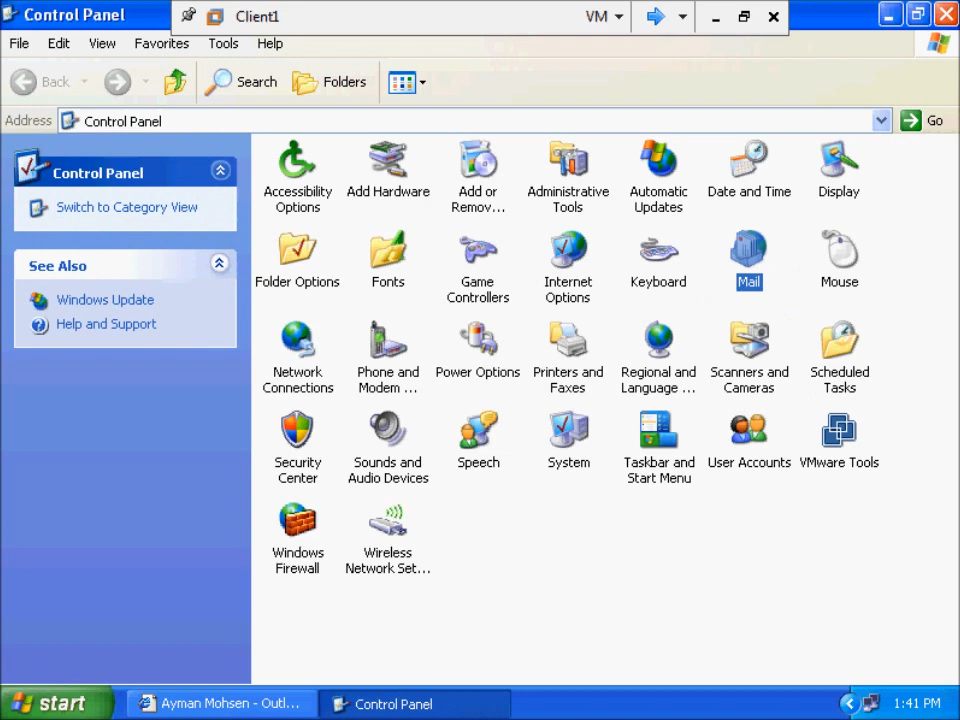 Control Panel
Client1
VM
File Edit View Favorites Tools Help
Back Search Folders
Address Control Panel Go
Control Panel
Switch to Category View
See Also
Windows Update
Help and Support
Accessibility Options
Add Hardware
Add or Remov...
Administrative Tools
Automatic Updates
Date and Time
Display
Folder Options
Fonts
Game Controllers
Internet Options
Keyboard
Mail
Mouse
Network Connections
Phone and Modem ...
Power Options
Printers and Faxes
Regional and Language ...
Scanners and Cameras
Scheduled Tasks
Security Center
Sounds and Audio Devices
Speech
System
Taskbar and Start Menu
User Accounts
VMware Tools
Windows Firewall
Wireless Network Set...
start
Ayman Mohsen - Outl...
Control Panel
1:41 PM